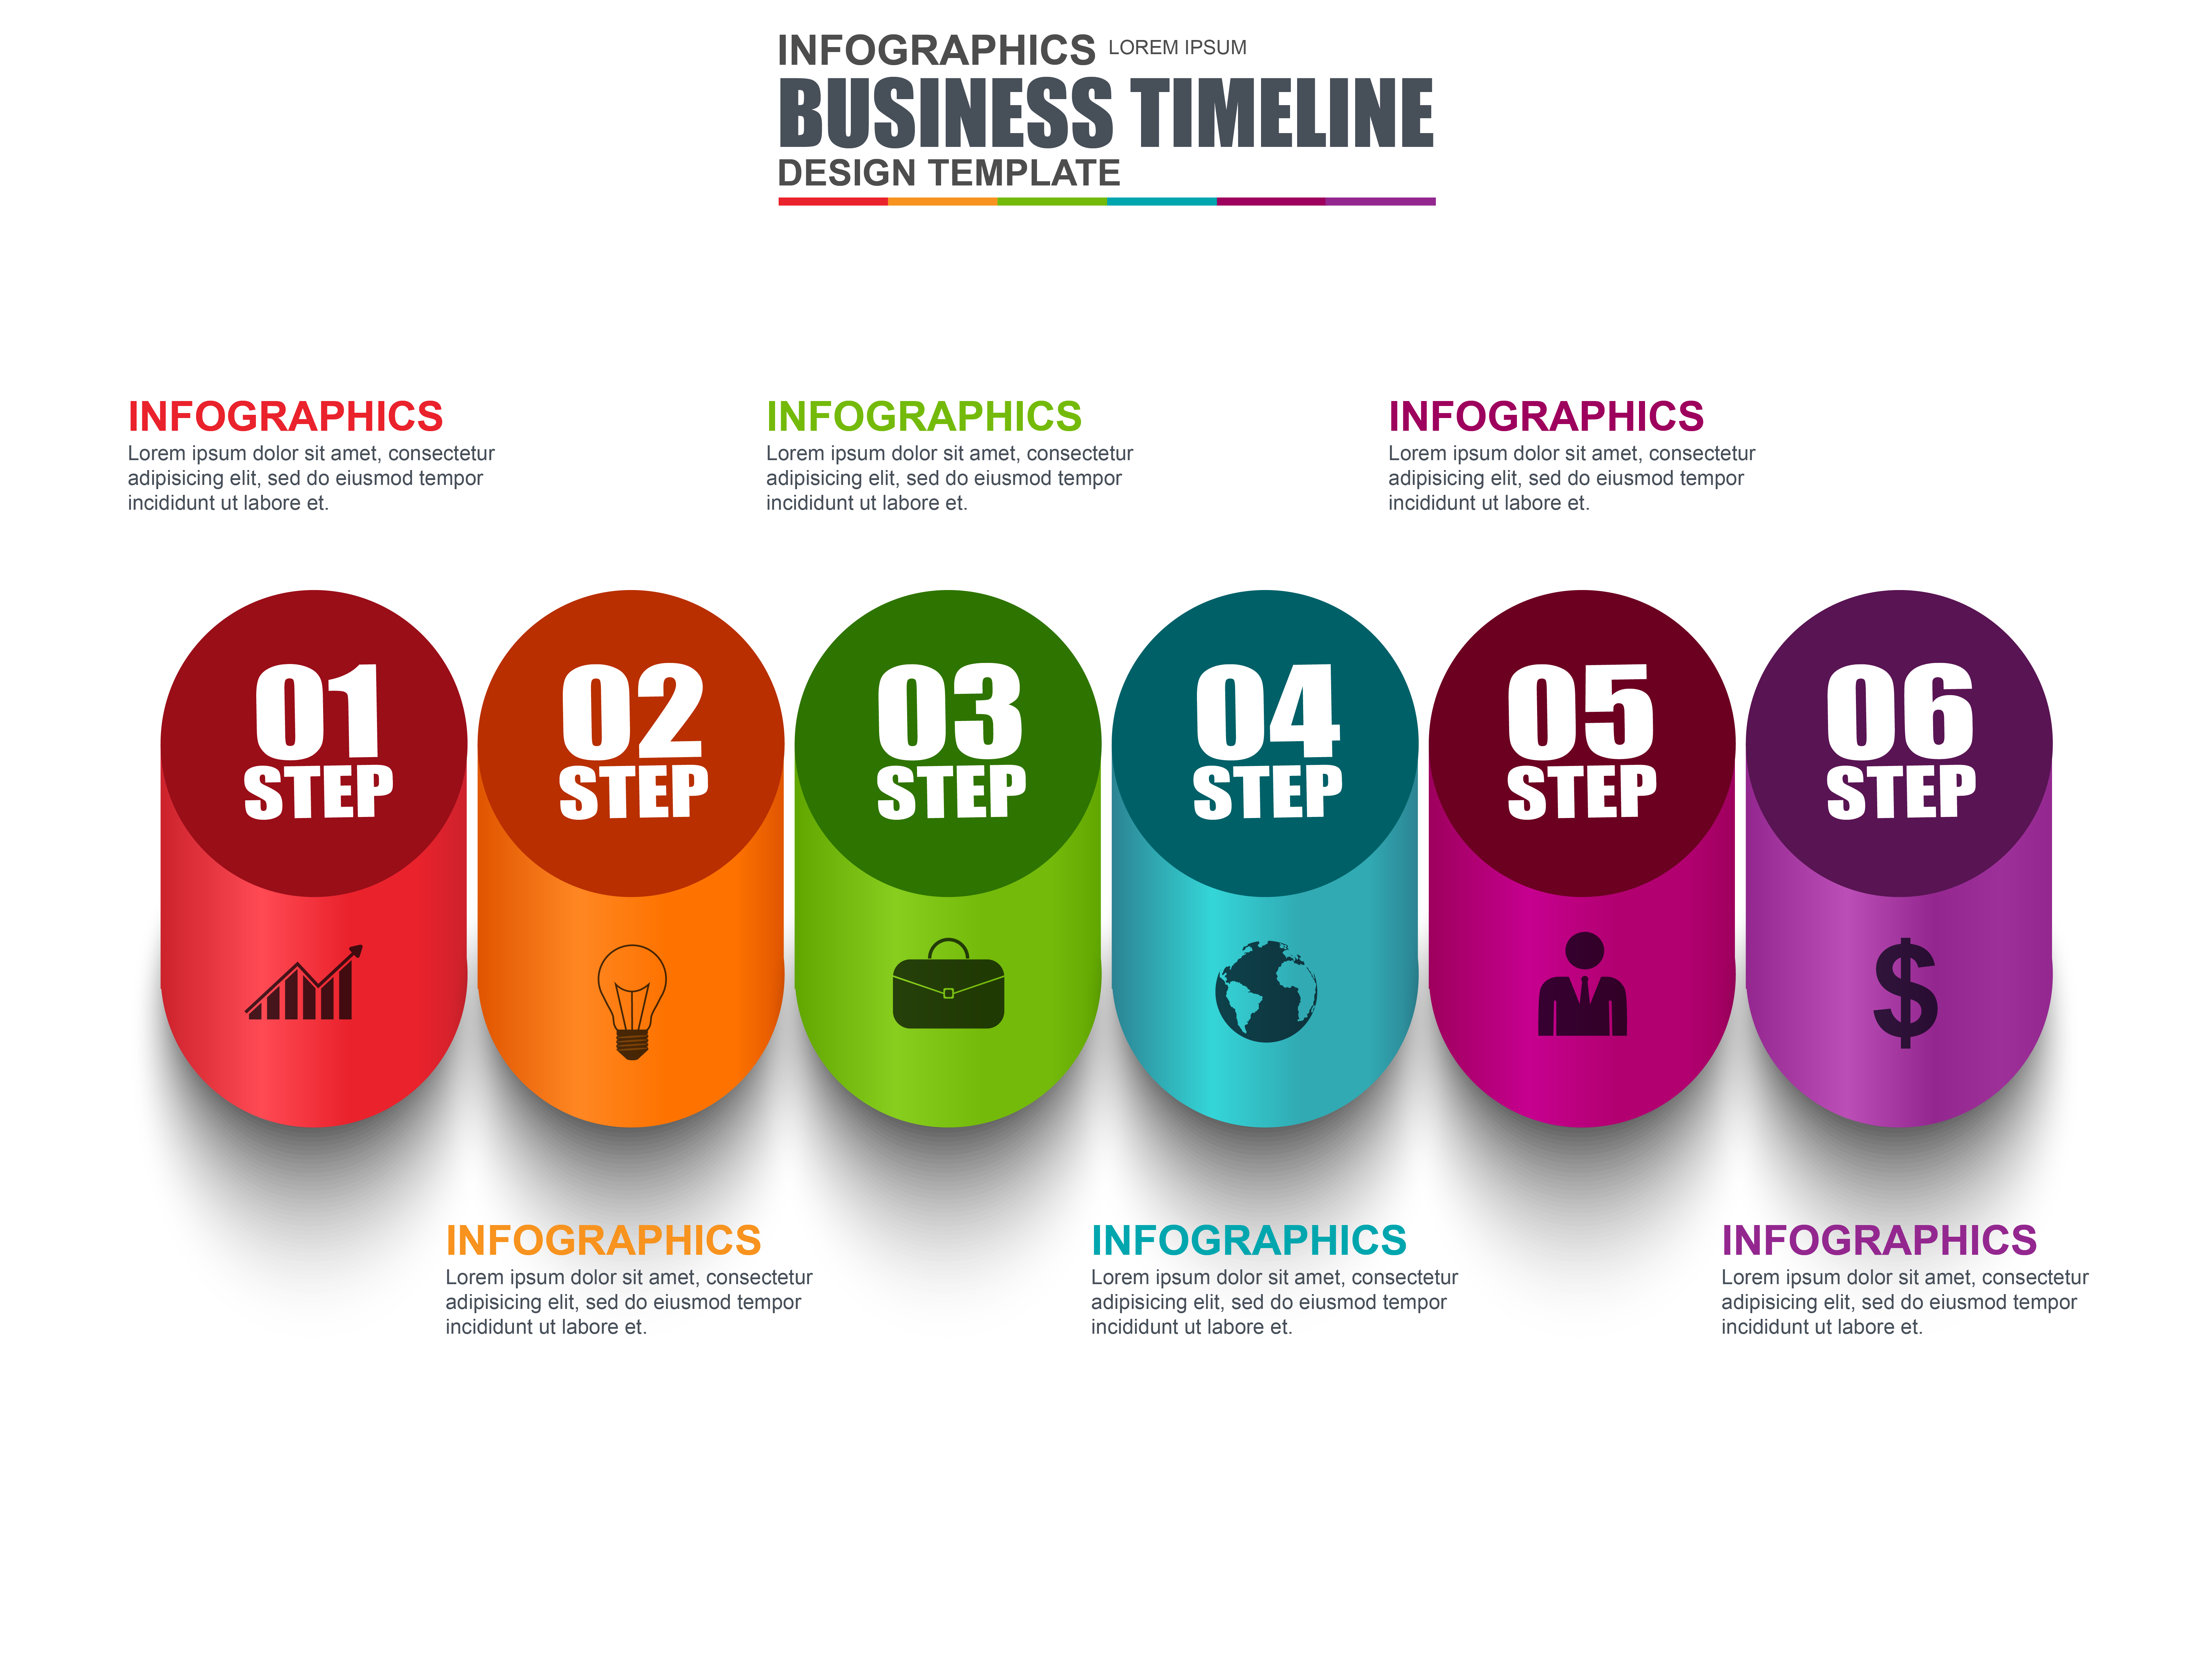 INFOGRAPHICS LOREM IPSUM
BUSINESS TIMELINE
DESIGN TEMPLATE
INFOGRAPHICS
Lorem ipsum dolor sit amet, consectetur
adipisicing elit, sed do eiusmod tempor
incididunt ut labore et.
INFOGRAPHICS
Lorem ipsum dolor sit amet, consectetur
adipisicing elit, sed do eiusmod tempor
incididunt ut labore et.
INFOGRAPHICS
Lorem ipsum dolor sit amet, consectetur
adipisicing elit, sed do eiusmod tempor
incididunt ut labore et.
01
STEP
02
STEP
03
STEP
04
STEP
05
STEP
06
STEP
$
INFOGRAPHICS
Lorem ipsum dolor sit amet, consectetur
adipisicing elit, sed do eiusmod tempor
incididunt ut labore et.
INFOGRAPHICS
Lorem ipsum dolor sit amet, consectetur
adipisicing elit, sed do eiusmod tempor
incididunt ut labore et.
INFOGRAPHICS
Lorem ipsum dolor sit amet, consectetur
adipisicing elit, sed do eiusmod tempor
incididunt ut labore et.